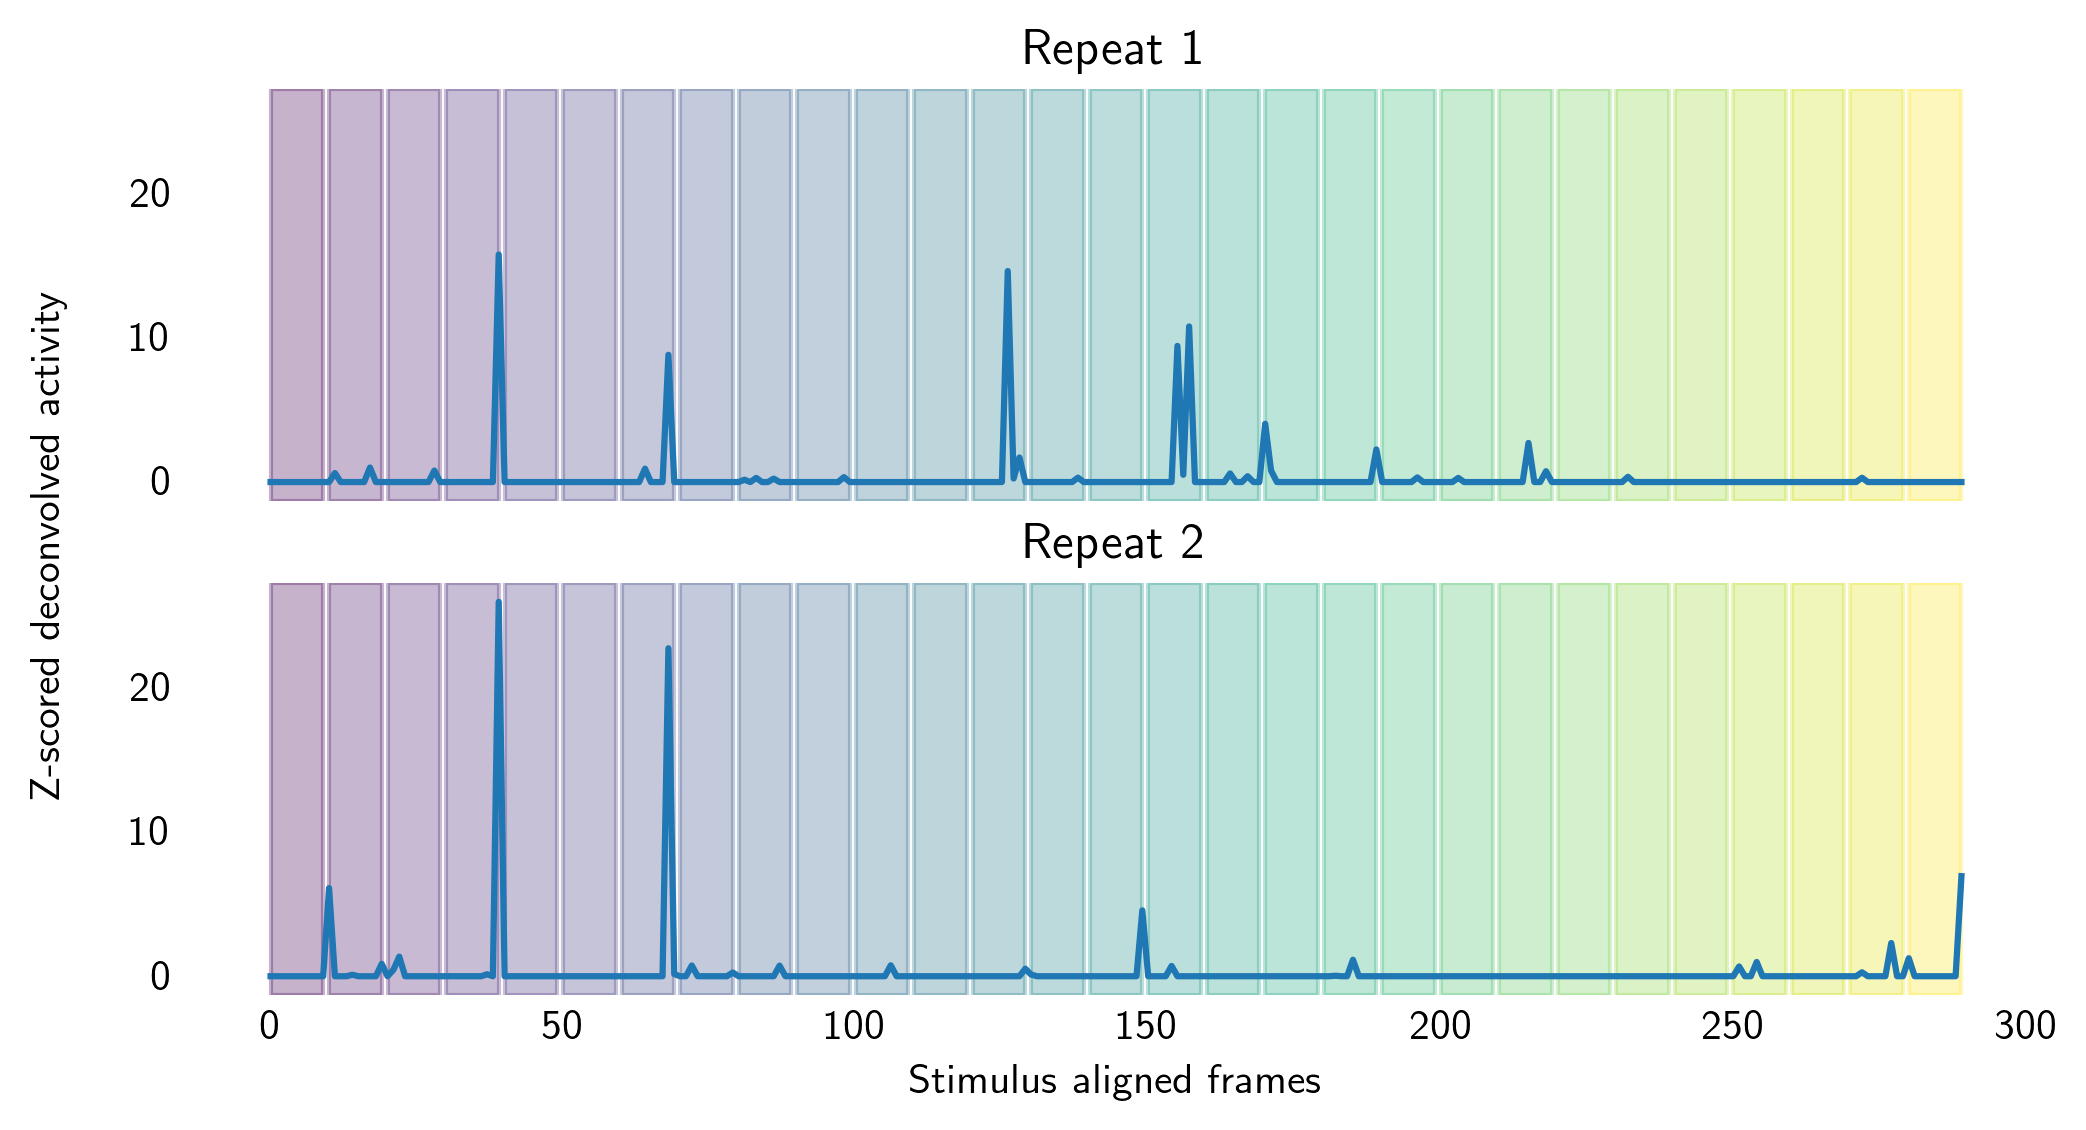 Repeat 1
20
10
0
Z-scored deconvolved activity
Repeat 2
20
10
0
0 50 100 150 200 250 300
Stimulus aligned frames